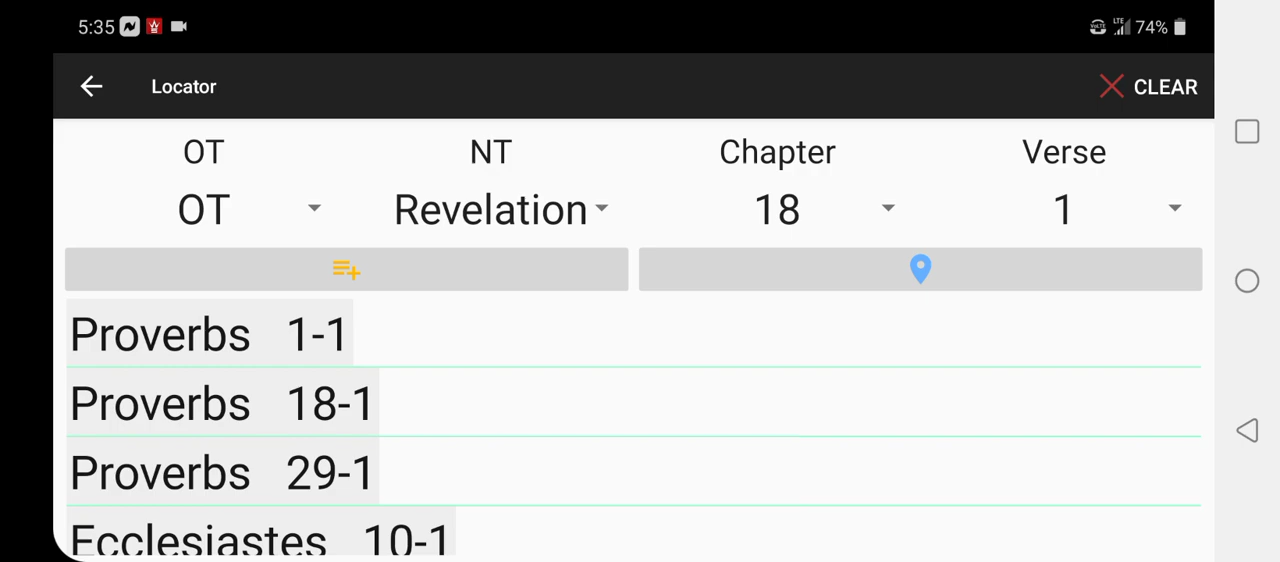 5:35 LTE 74%
Locator CLEAR
OT NT Chapter Verse
OT Revelation 18 1
Proverbs 1-1
Proverbs 18-1
Proverbs 29-1
Ecclesiastes 10-1